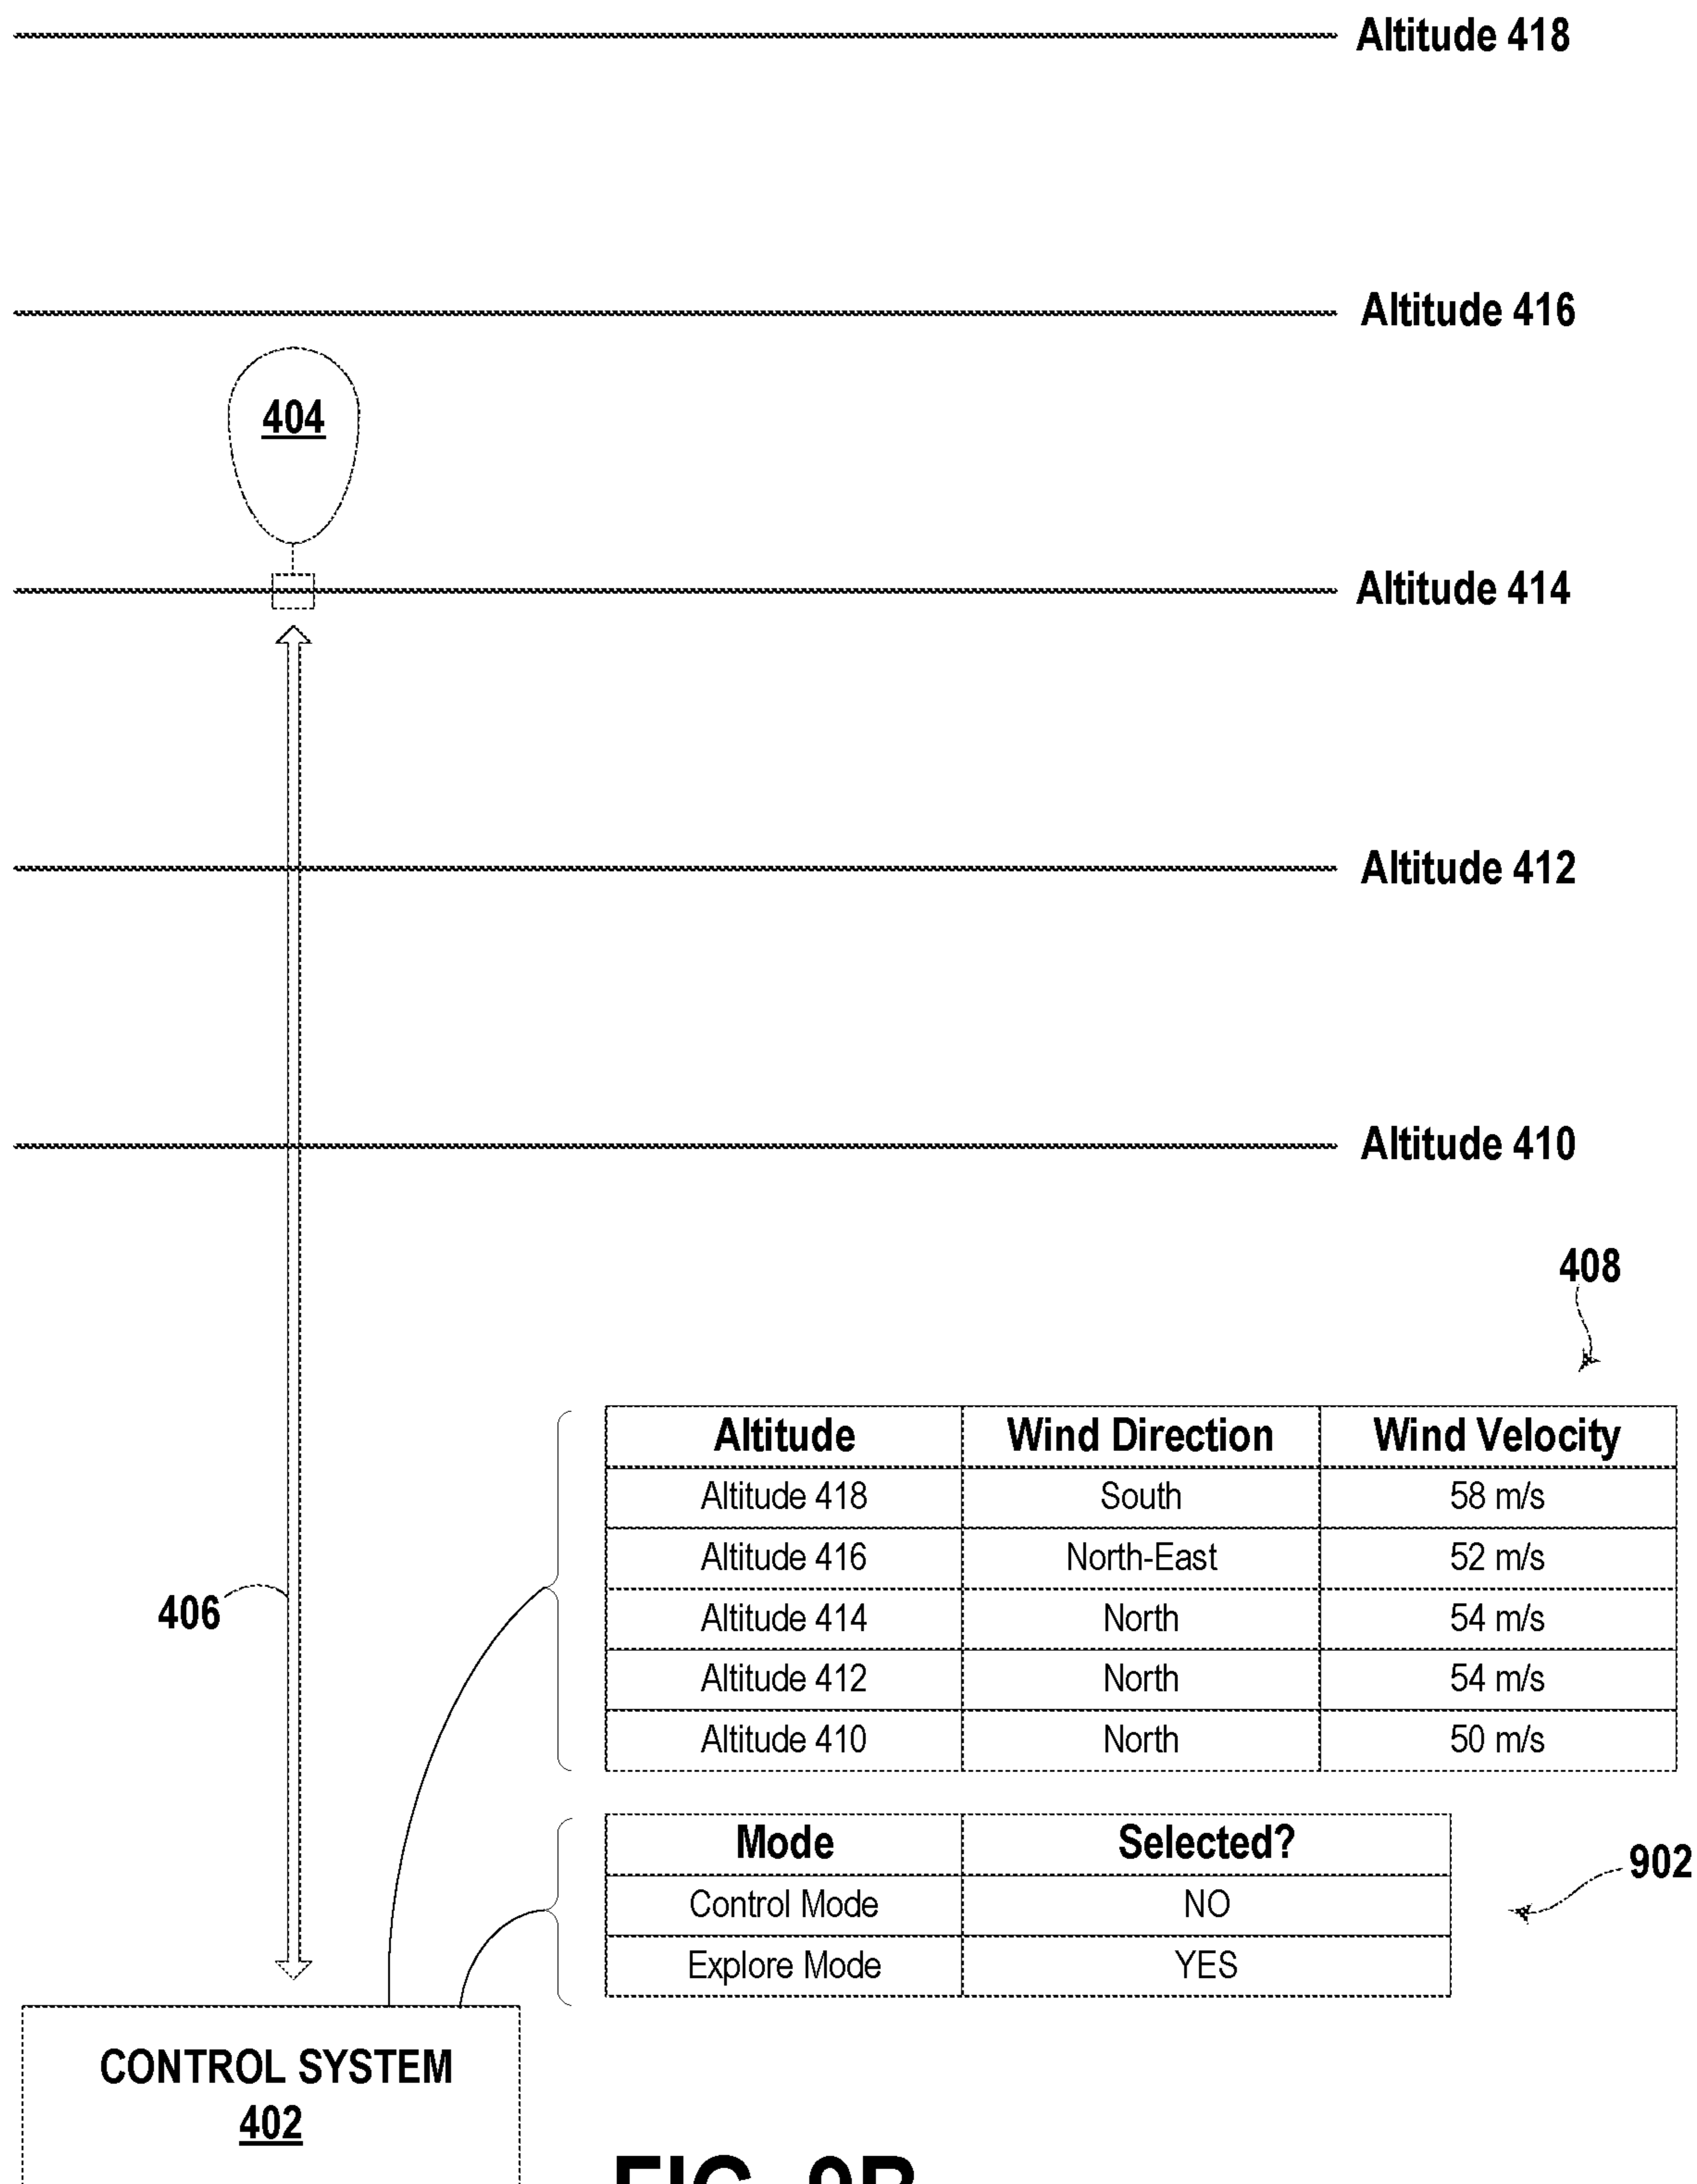 Altitude 418
Altitude 416
404
Altitude 414
Altitude 412
Altitude 410
408
Altitude Wind Direction Wind Velocity
Altitude 418 South 58 m/s
Altitude 416 North-East 52 m/s
406
Altitude 414 North 54 m/s
Altitude 412 North 54 m/s
Altitude 410 North 50 m/s
Mode Selected?
902
Control Mode NO
Explore Mode YES
CONTROL SYSTEM
402
FIG. 9B